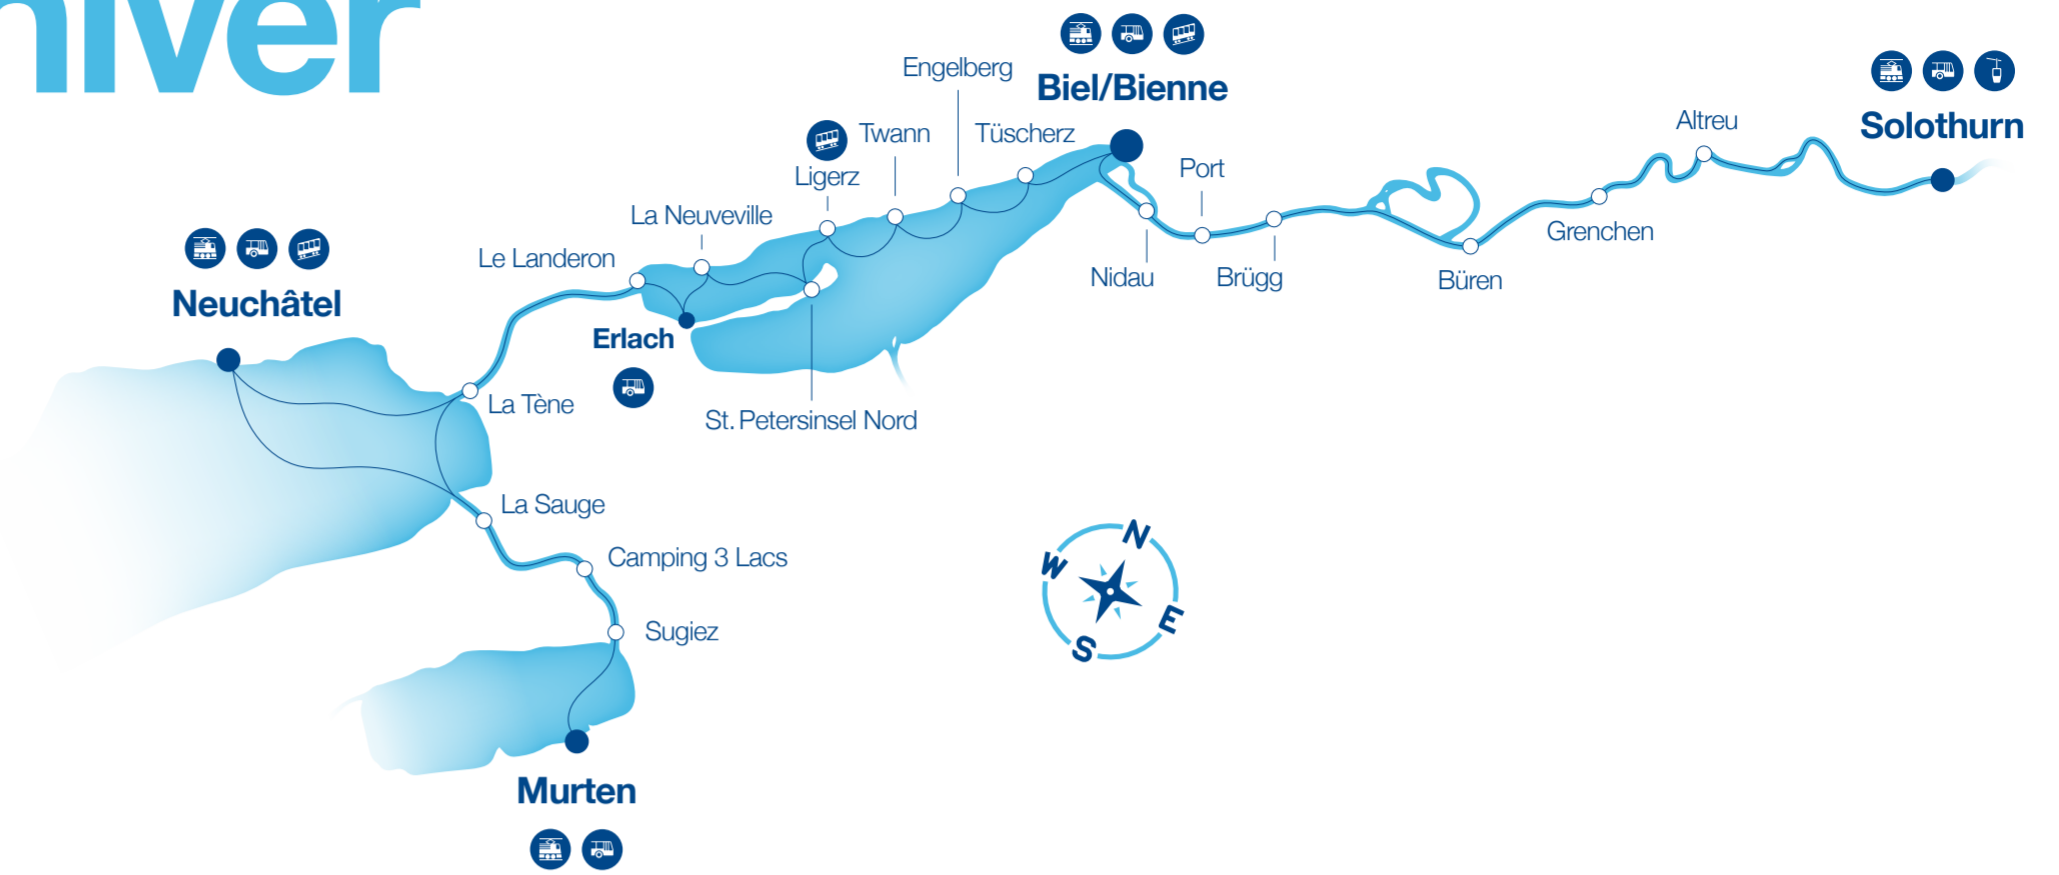 hiver
Engelberg
Biel/Bienne
Solothurn
Altreu
Twann
Tüscherz
Port
Ligerz
La Neuveville
Grenchen
Le Landeron
Nidau
Brügg
Büren
Neuchâtel
Erlach
La Tène
St. Petersinsel Nord
La Sauge
Camping 3 Lacs
N
W
E
S
Sugiez
Murten